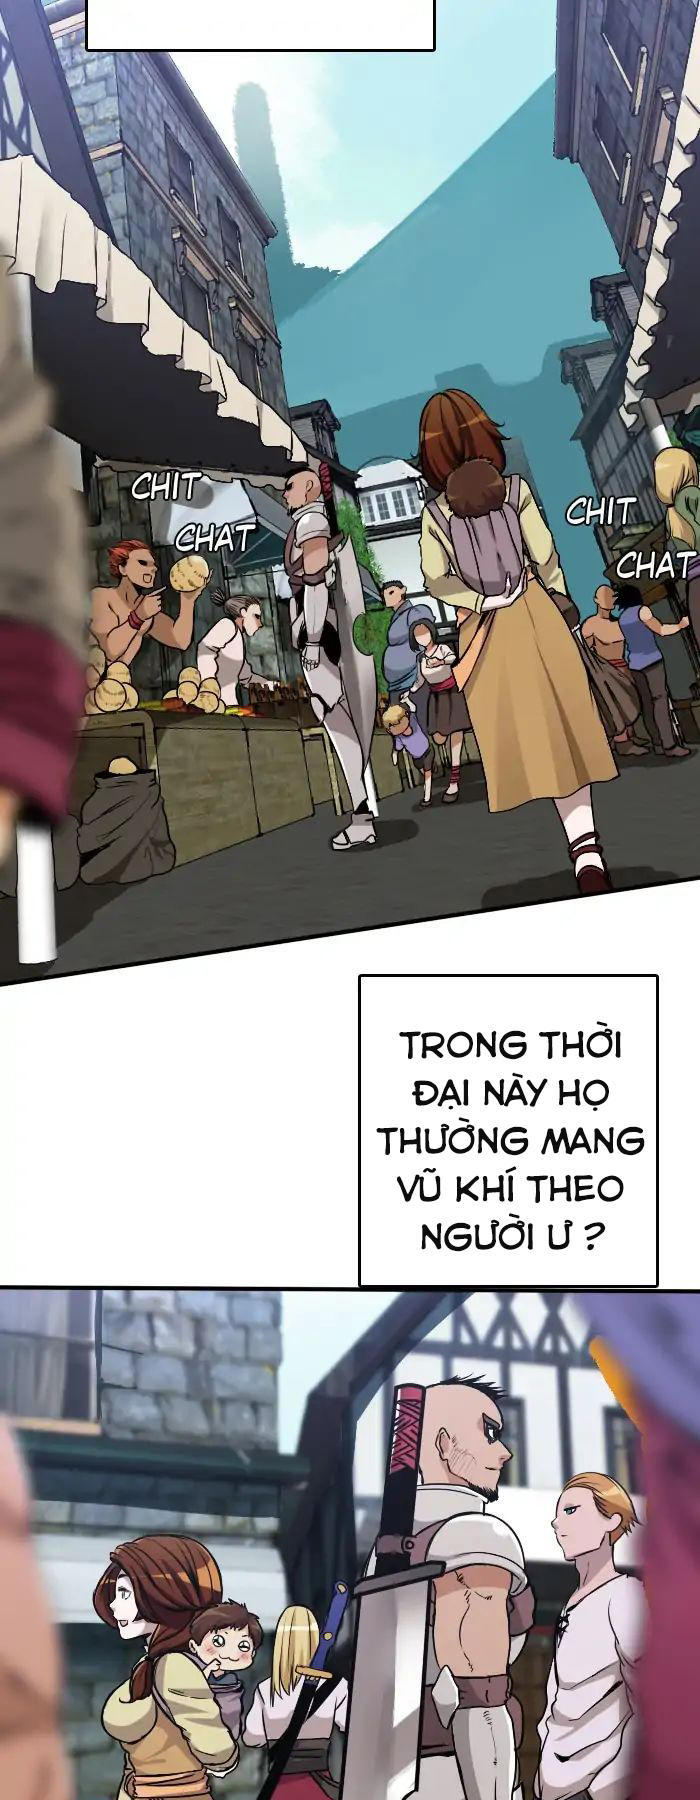 CHIT
CHAT
CHIT
CHAT
TRONG THỜI
ĐẠI NÀY HỌ
THƯỜNG MANG
VŨ KHÍ THEO
NGƯỜI Ư ?